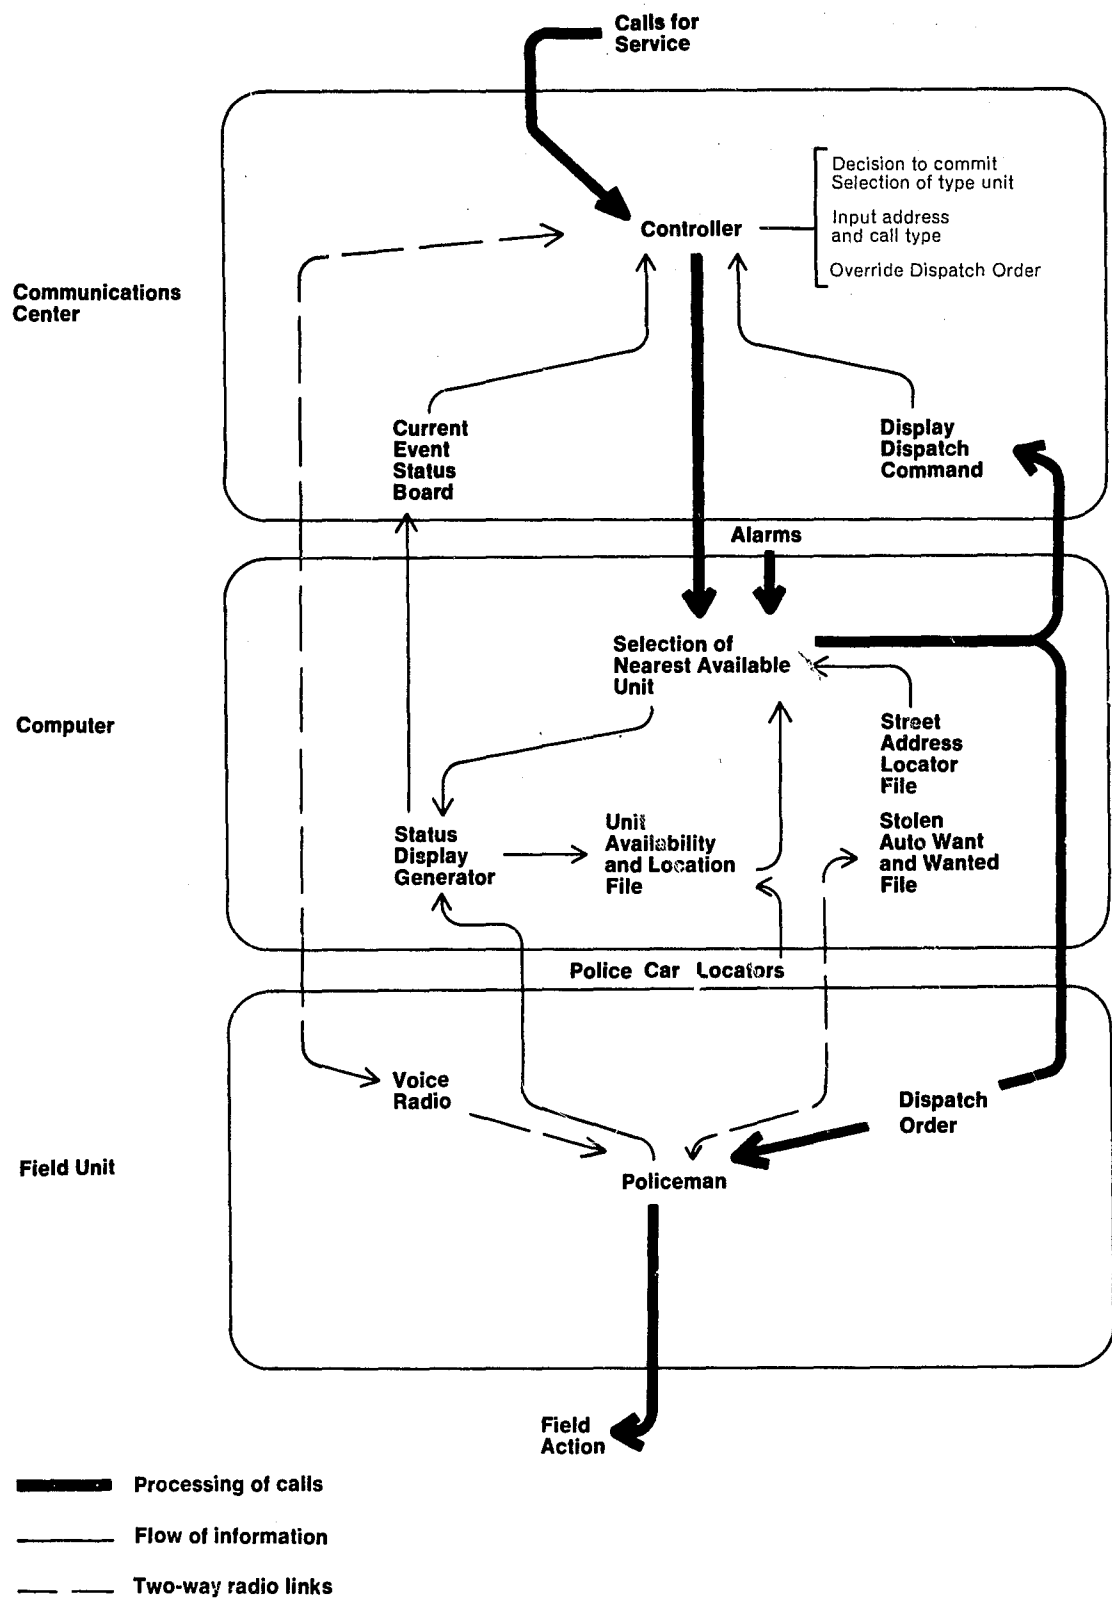 Calls for
Service
Decision to commit
Selection of type unit
Input address
and call type
Override Dispatch Order
Controller
Communications
Center
Current
Event
Status
Board
Display
Dispatch
Command
Alarms
Selection of
Nearest Available
Unit
Computer
Street
Address
Locator
File
Status
Display
Generator
Unit
Availability
and Location
File
Stolen
Auto Want
and Wanted
File
Police Car Locators
Voice
Radio
Dispatch
Order
Field Unit
Policeman
Field
Action
Processing of calls
Flow of information
Two-way radio links